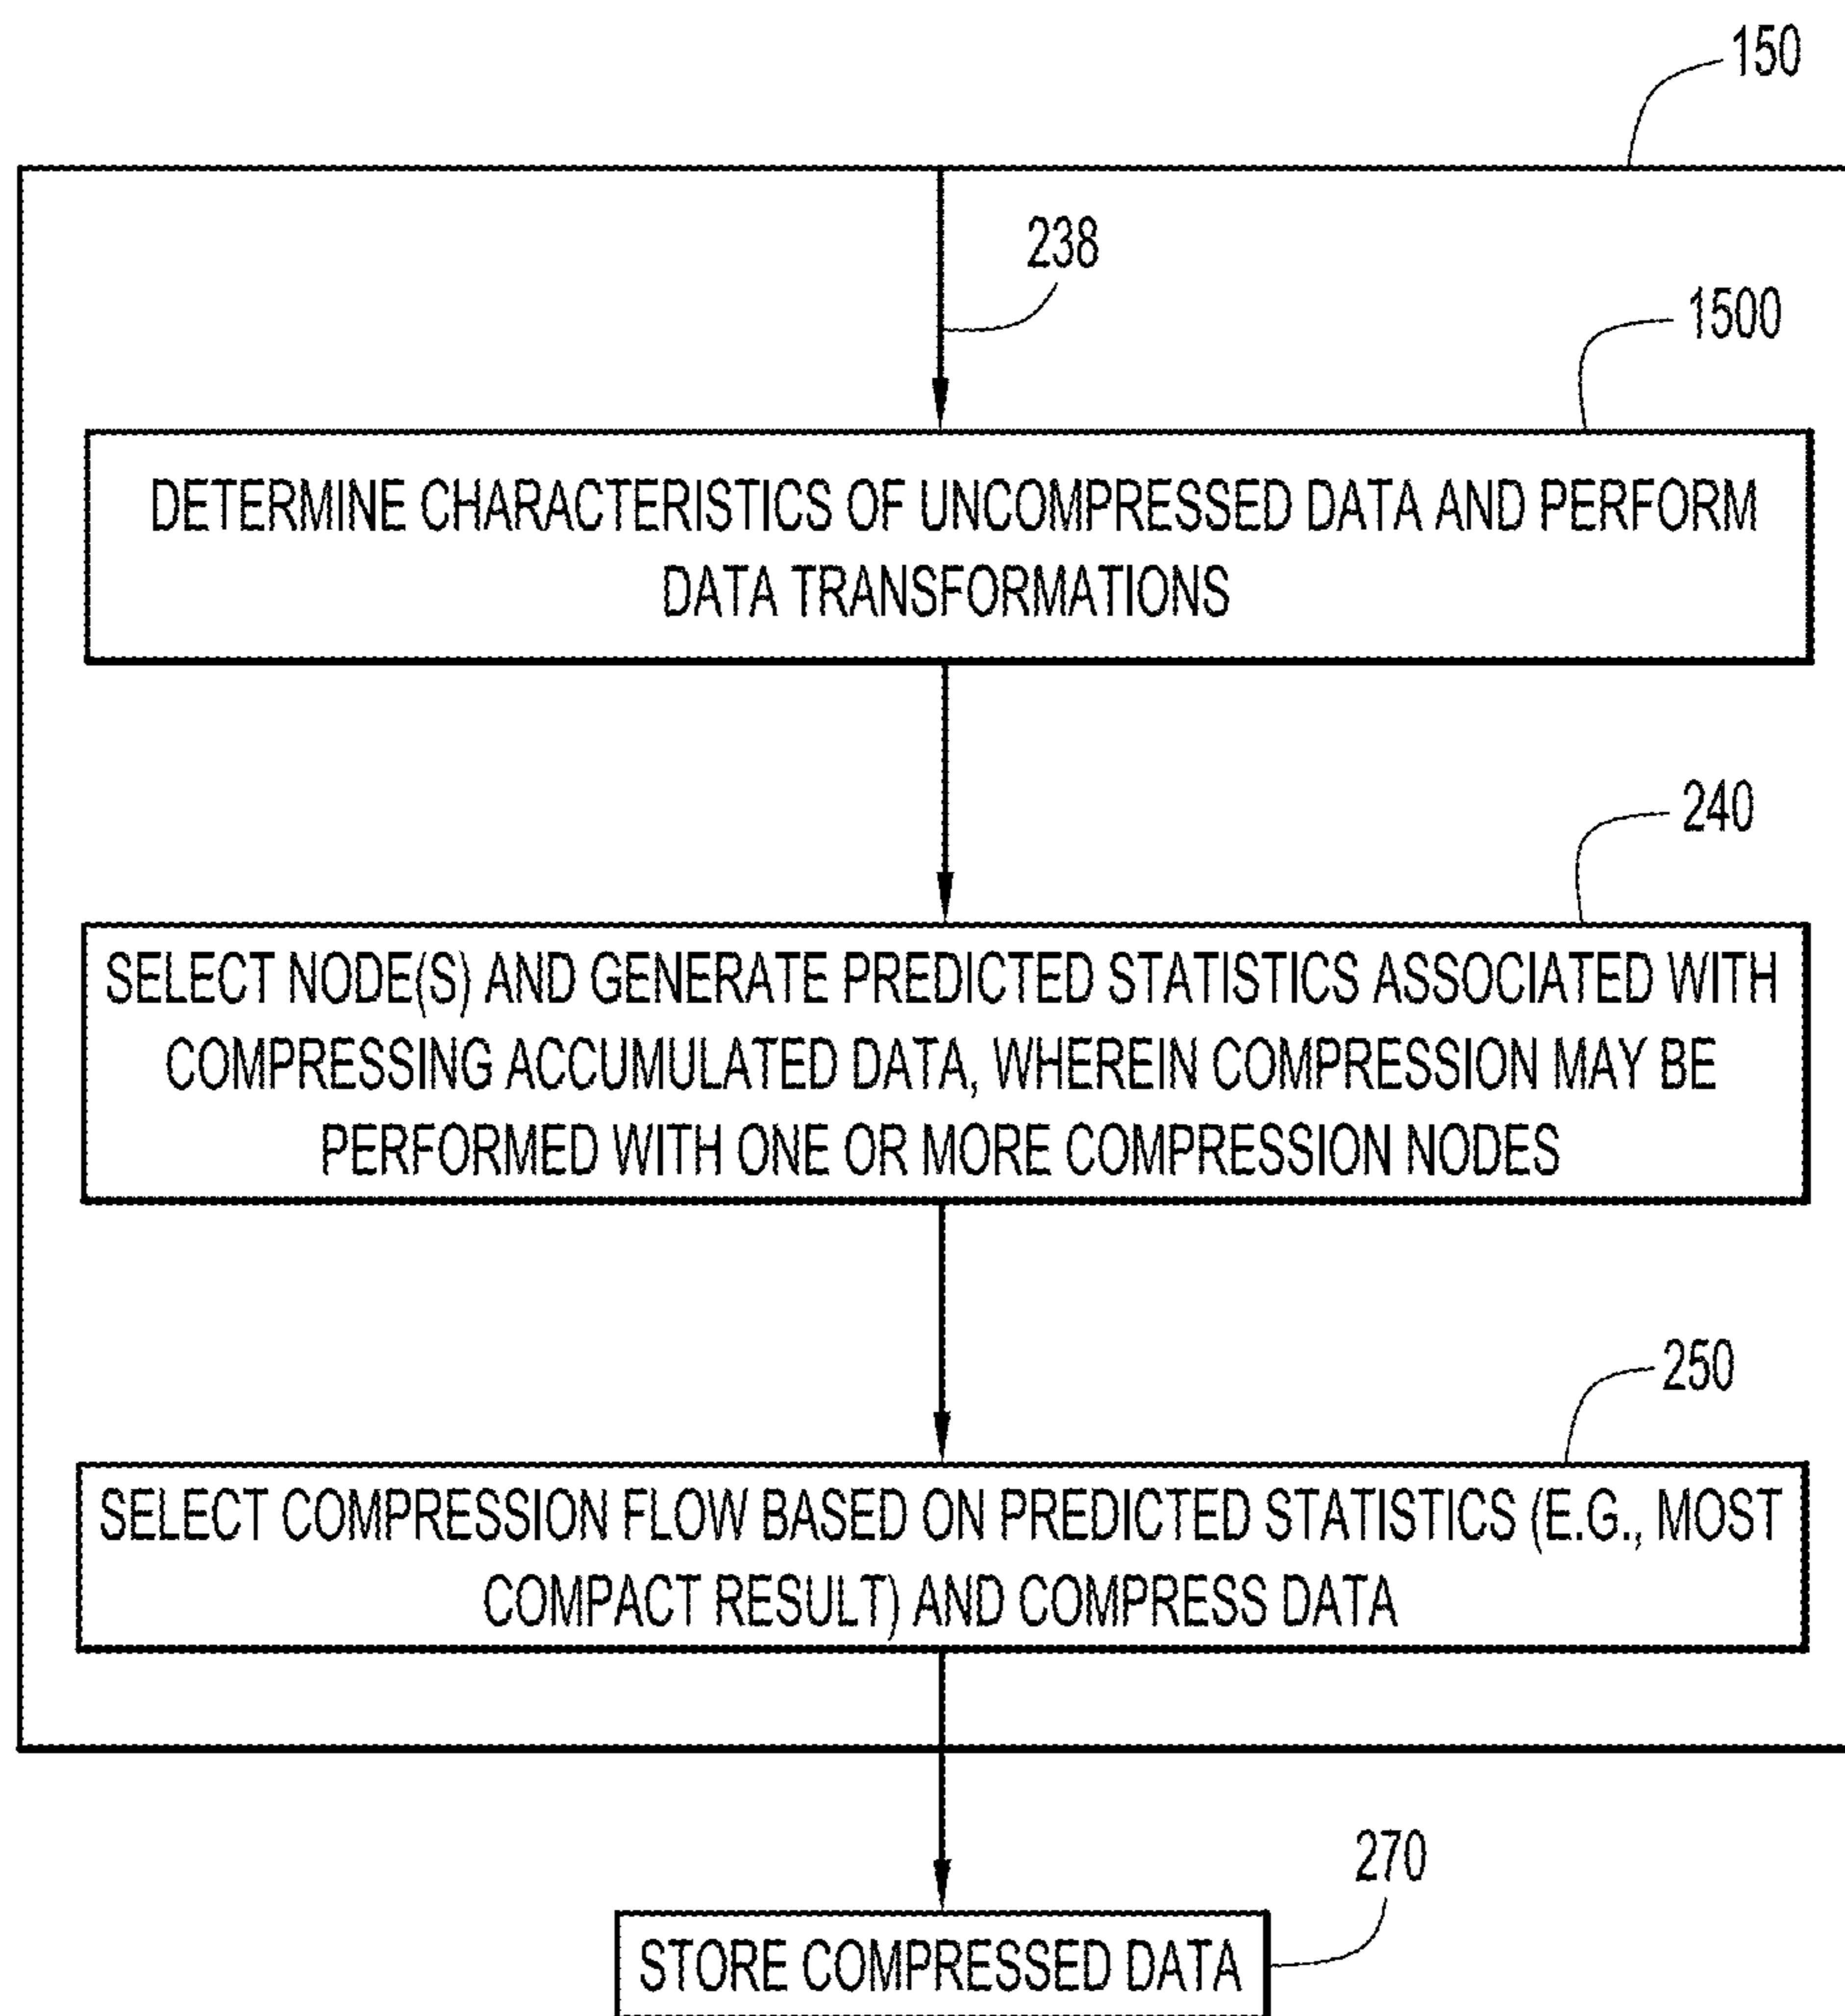 150
238
1500
DETERMINE CHARACTERISTICS OF UNCOMPRESSED DATA AND PERFORM
DATA TRANSFORMATIONS
240
SELECT NODE(S) AND GENERATE PREDICTED STATISTICS ASSOCIATED WITH
COMPRESSING ACCUMULATED DATA, WHEREIN COMPRESSION MAY BE
PERFORMED WITH ONE OR MORE COMPRESSION NODES
250
SELECT COMPRESSION FLOW BASED ON PREDICTED STATISTICS (E.G., MOST
COMPACT RESULT) AND COMPRESS DATA
270
STORE COMPRESSED DATA